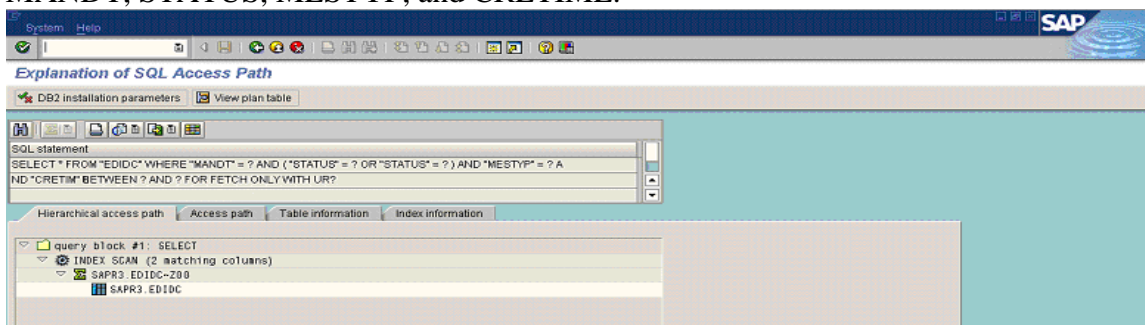 MANDT, STATUS, MESTYP, and CRETIME.
System Help
SAP
Explanation of SQL Access Path
DB2 installation parameters View plan table
SQL statement
SELECT * FROM "EDIDC" WHERE "MANDT" = ? AND ( "STATUS" = ? OR "STATUS" = ? ) AND "MESTYP" = ? A
ND "CRETIM" BETWEEN ? AND ? FOR FETCH ONLY WITH UR?
Hierarchical access path Access path Table information Index information
query block #1: SELECT
INDEX SCAN (2 matching columns)
SAPR3.EDIDC~Z00
SAPR3.EDIDC